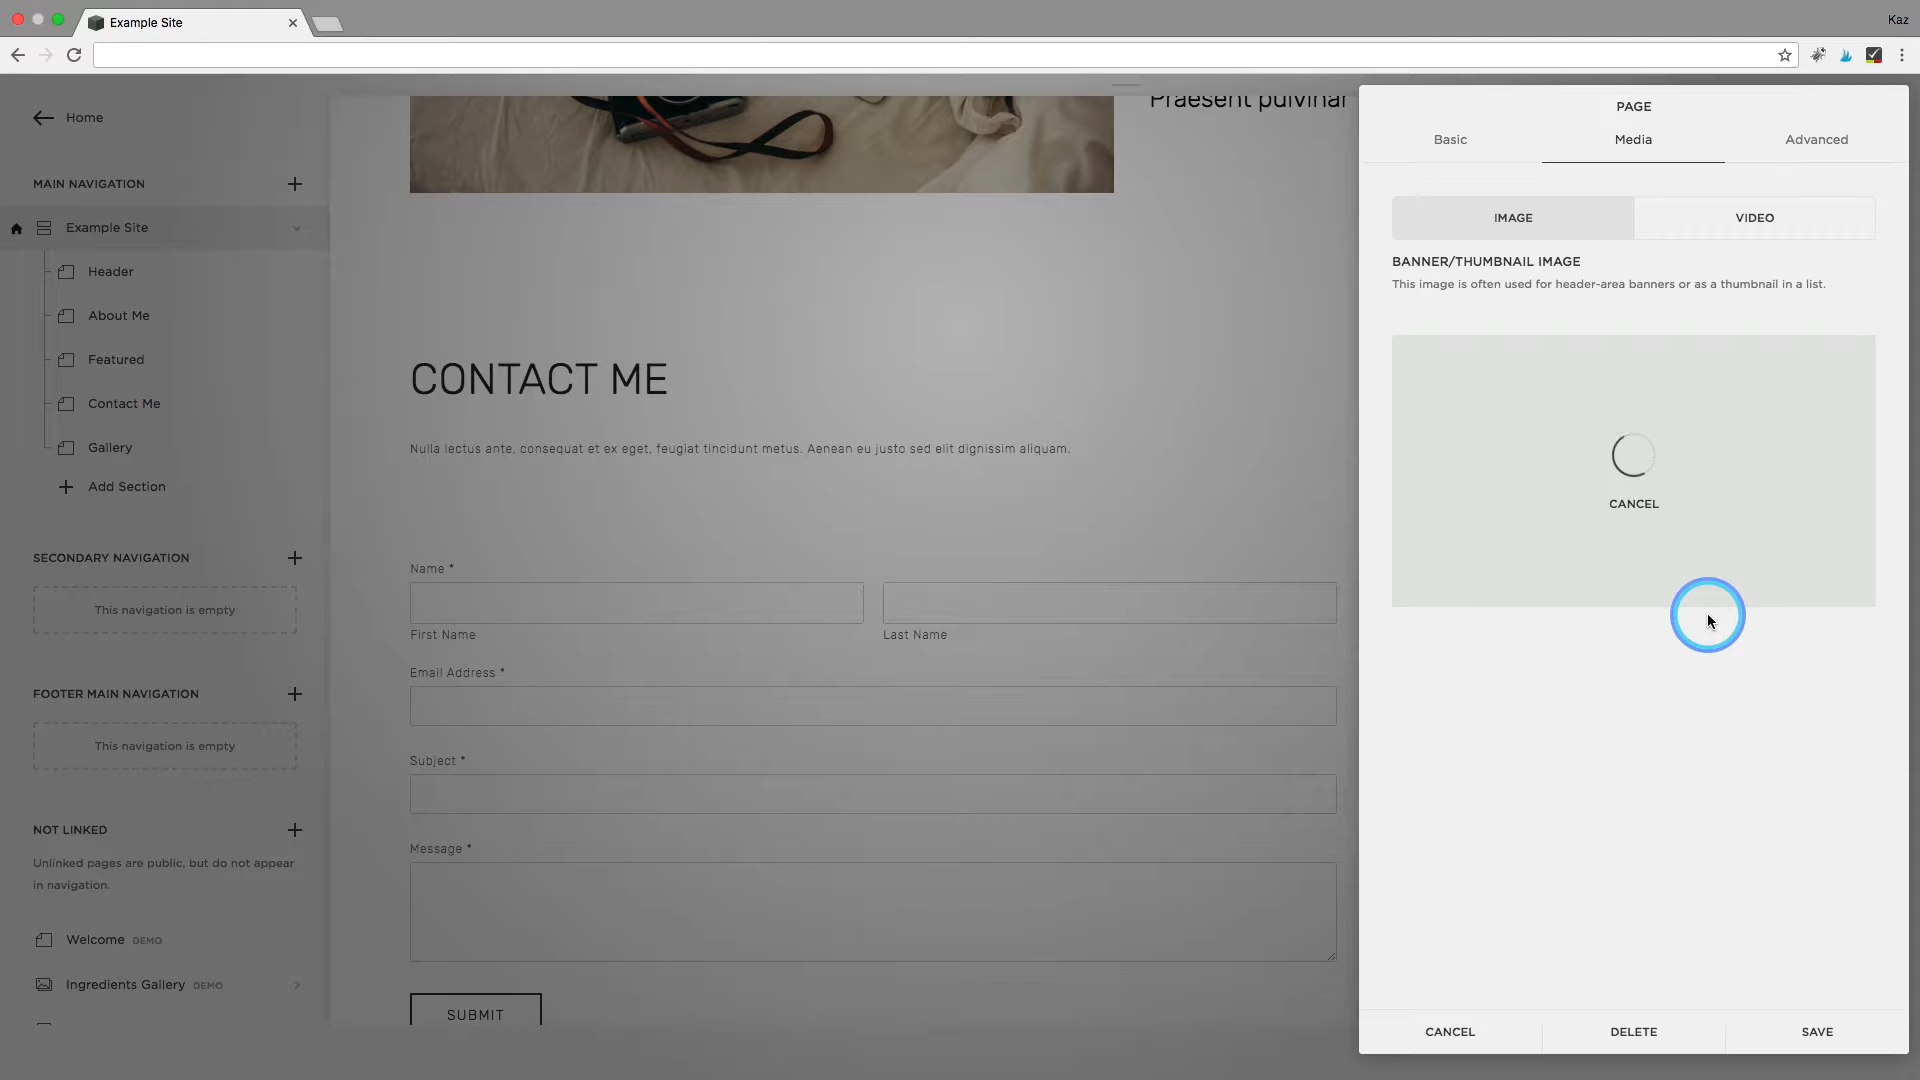 Example Site
Kaz
Home
MAIN NAVIGATION
Example Site
Header
About Me
Featured
Contact Me
Gallery
Add Section
SECONDARY NAVIGATION
This navigation is empty
FOOTER MAIN NAVIGATION
This navigation is empty
NOT LINKED
Unlinked pages are public, but do not appear
in navigation.
Welcome DEMO
Ingredients Gallery DEMO
Praesent pulvinar
CONTACT ME
Nulla lectus ante, consequat et ex eget, feugiat tincidunt metus. Aenean eu justo sed elit dignissim aliquam.
Name *
First Name
Last Name
Email Address *
Subject *
Message *
SUBMIT
PAGE
Basic
Media
Advanced
IMAGE
VIDEO
BANNER/THUMBNAIL IMAGE
This image is often used for header-area banners or as a thumbnail in a list.
CANCEL
CANCEL
DELETE
SAVE